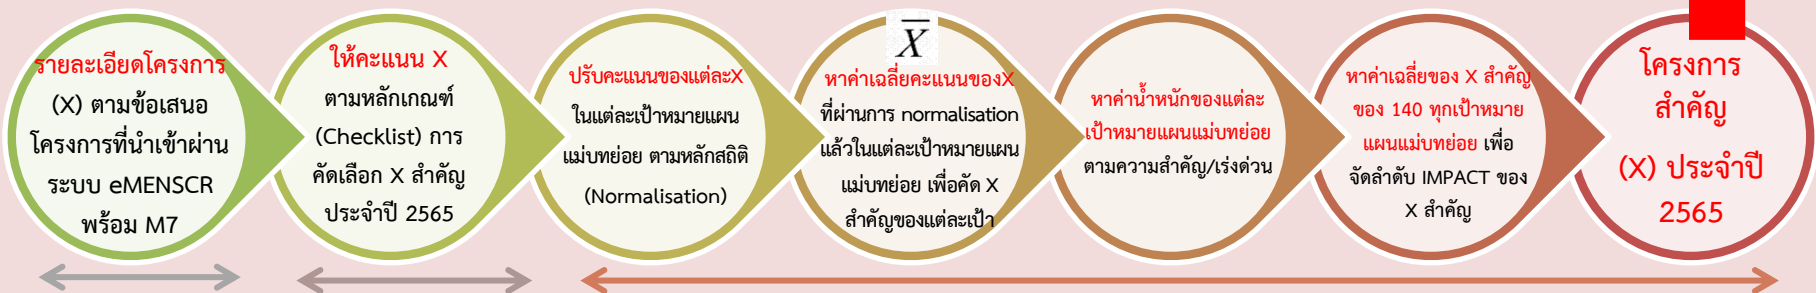 รายละเอียดโครงการ
(X) ตามข้อเสนอ
โครงการที่นำเข้าผ่าน
ระบบ eMENSCR
พร้อม M7
ให้คะแนน X
ตามหลักเกณฑ์
(Checklist) การ
คัดเลือก X สำคัญ
ประจำปี 2565
ปรับคะแนนของแต่ละX
ในแต่ละเป้าหมายแผน
แม่บทย่อย ตามหลักสถิติ
(Normalisation)
X̅
หาค่าเฉลี่ยคะแนนของX
ที่ผ่านการ normalisation
แล้วในแต่ละเป้าหมายแผน
แม่บทย่อย เพื่อคัด X
สำคัญของแต่ละเป้า
หาค่าน้ำหนักของแต่ละ
เป้าหมายแผนแม่บทย่อย
ตามความสำคัญ/เร่งด่วน
หาค่าเฉลี่ยของ X สำคัญ
ของ 140 ทุกเป้าหมาย
แผนแม่บทย่อย เพื่อ
จัดลำดับ IMPACT ของ
X สำคัญ
โครงการ
สำคัญ
(X) ประจำปี
2565